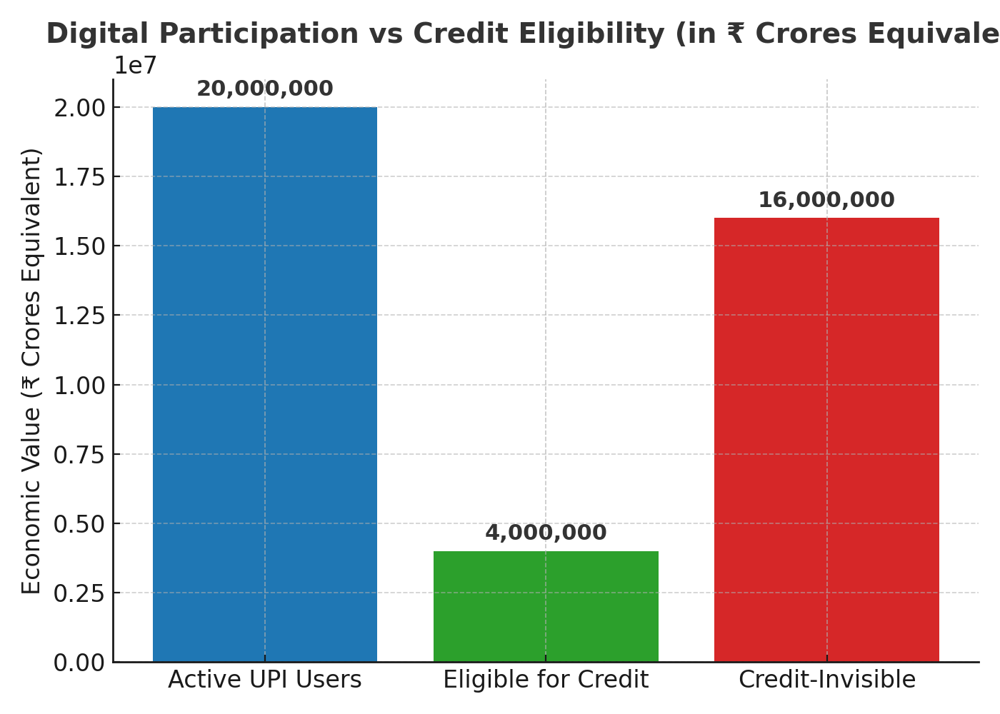 Digital Participation vs Credit Eligibility (in ₹ Crores Equivale
1e7
20,000,000
2.00
1.75
16,000,000
1.50
1.25
1.00
0.75
4,000,000
0.50
0.25
0.00
Economic Value (₹ Crores Equivalent)
Active UPI Users
Eligible for Credit
Credit-Invisible